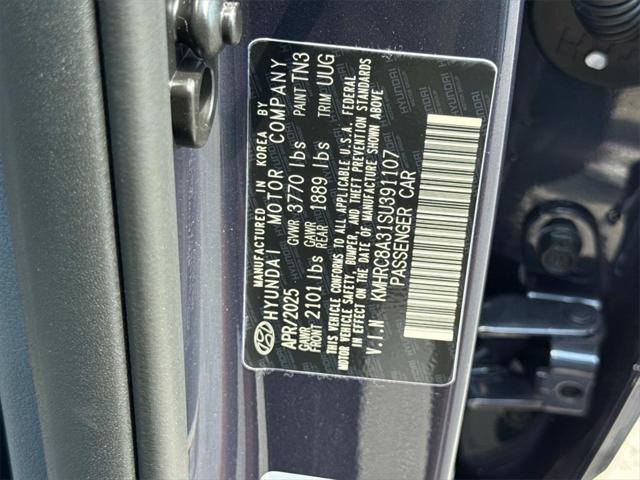 MANUFACTURED IN KOREA BY
HYUNDAI MOTOR COMPANY
APR/2025 GVWR 3770 lbs PAINT TN3
GAWR FRONT 2101 lbs GAWR REAR 1889 lbs TRIM UUG
THIS VEHICLE CONFORMS TO ALL APPLICABLE U.S.A. FEDERAL
MOTOR VEHICLE SAFETY, BUMPER, AND THEFT PREVENTION STANDARDS
IN EFFECT ON THE DATE OF MANUFACTURE SHOWN ABOVE
V.I.N KMHRC8A31SU391107
PASSENGER CAR